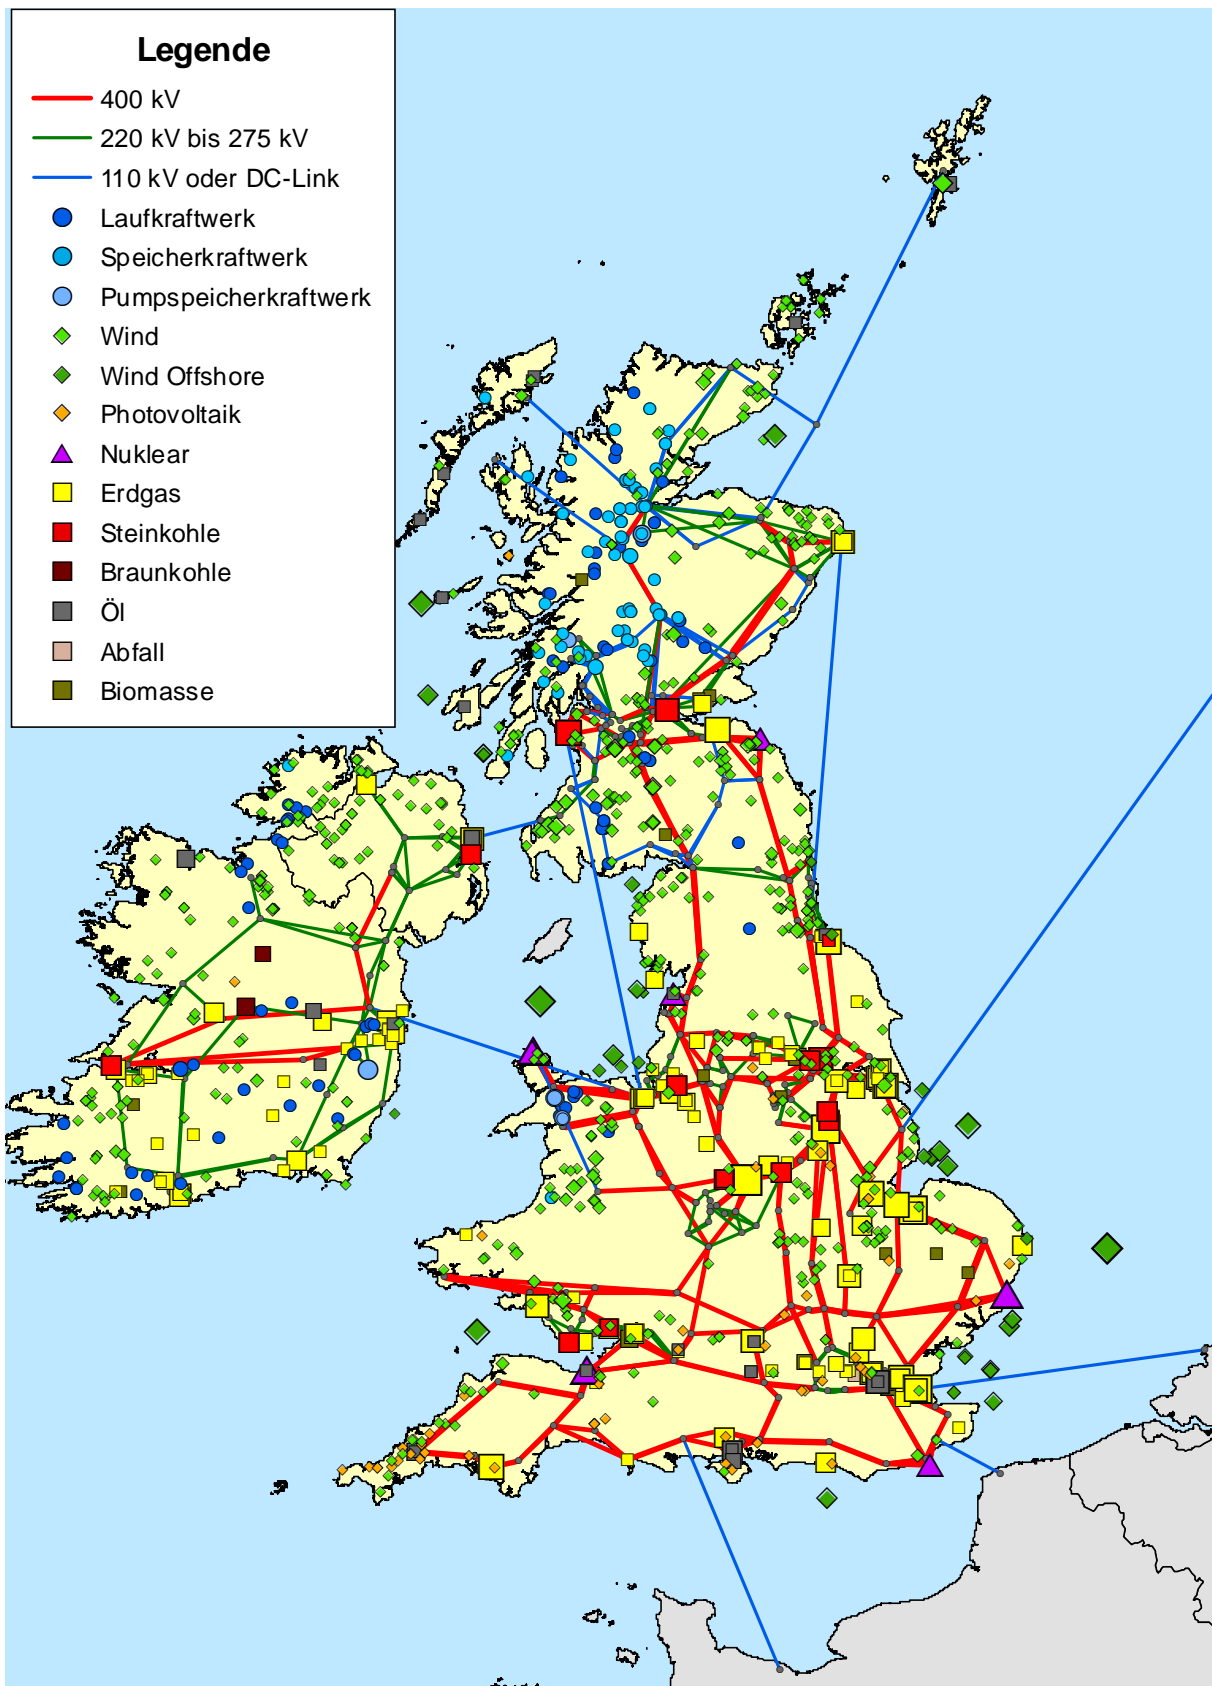 Legende
400 kV
220 kV bis 275 kV
110 kV oder DC-Link
Laufkraftwerk
Speicherkraftwerk
Pumpspeicherkraftwerk
Wind
Wind Offshore
Photovoltaik
Nuklear
Erdgas
Steinkohle
Braunkohle
Öl
Abfall
Biomasse